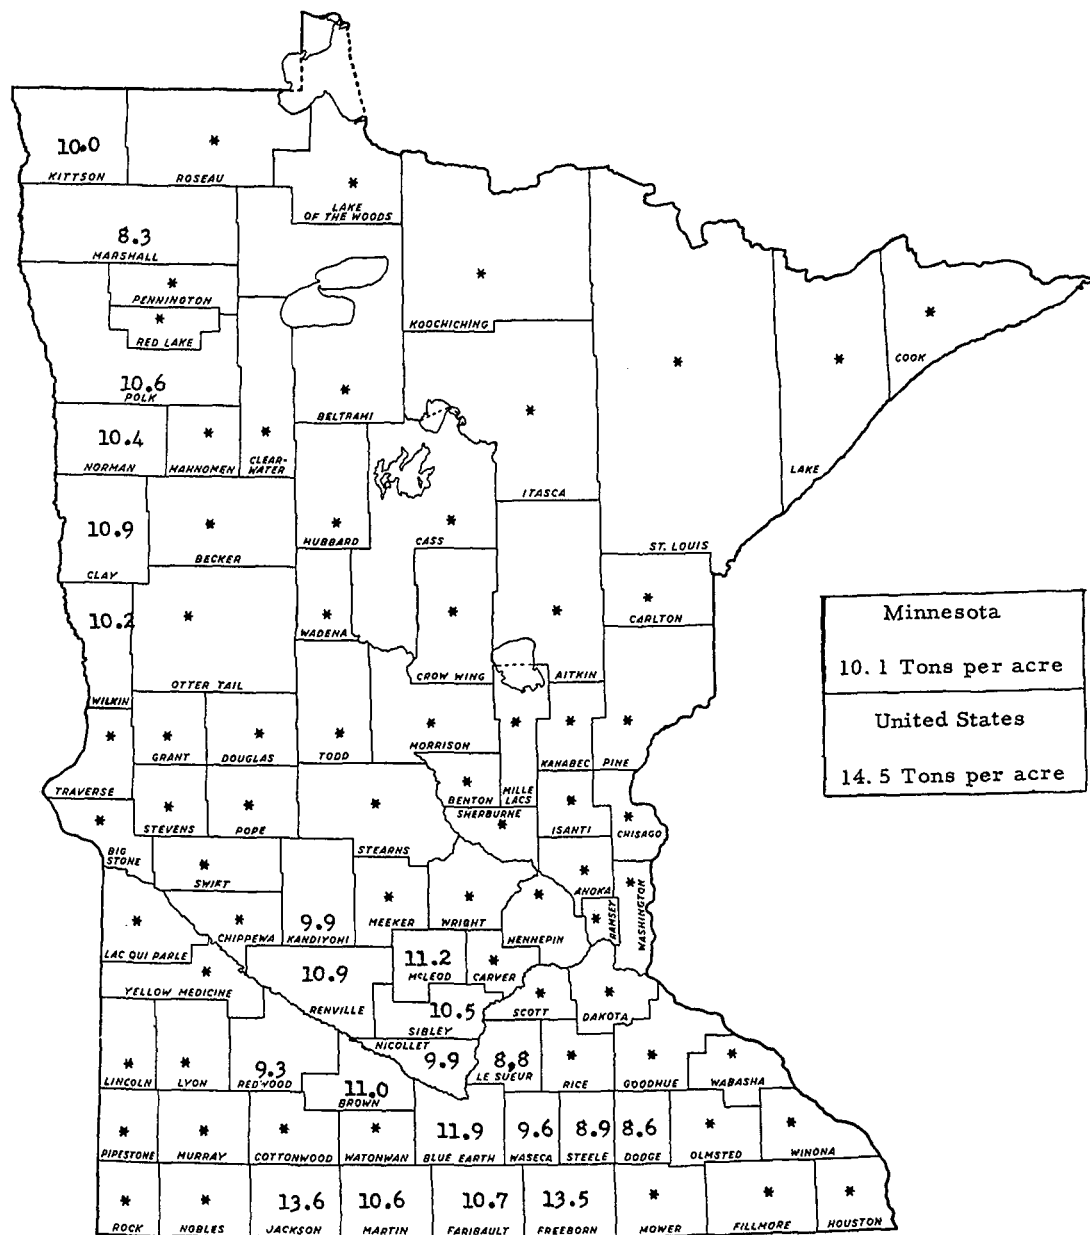 10.0
*
KITTSON
ROSEAU
*
LAKE
OF THE WOODS
8.3
MARSHALL
*
PENNINGTON
*
RED LAKE
*
KOOCHICHING
*
*
*
COOK
LAKE
10.6
POLK
*
BELTRAMI
*
ITASCA
10.4
*
*
NORMAN
MAHNOMEN
CLEAR-
WATER
10.9
*
CLAY
BECKER
*
HUBBARD
*
CASS
ST. LOUIS
10.2
*
WILKIN
OTTER TAIL
*
WADENA
*
CROW WING
*
AITKIN
*
CARLTON
Minnesota
10.1 Tons per acre
United States
14.5 Tons per acre
*
TRAVERSE
*
GRANT
*
DOUGLAS
*
TODD
*
MORRISON
*
MILLE
LACS
*
KANABEC
*
PINE
*
BIG
STONE
*
STEVENS
*
POPE
*
STEARNS
*
BENTON
SHERBURNE
*
*
ISANTI
*
CHISAGO
*
SWIFT
*
ANOKA
*
WASHINGTON
*
RAMSEY
*
LAC QUI PARLE
*
CHIPPEWA
9.9
KANDIYOHI
*
MEEKER
*
WRIGHT
*
HENNEPIN
*
YELLOW MEDICINE
10.9
RENVILLE
11.2
MCLEOD
*
CARVER
10.5
SIBLEY
*
SCOTT
*
DAKOTA
NICOLLET
9.9
*
LINCOLN
*
LYON
9.3
REDWOOD
11.0
BROWN
8,8
LE SUEUR
*
RICE
*
GOODHUE
*
WABASHA
*
PIPESTONE
*
MURRAY
*
COTTONWOOD
*
WATONWAN
11.9
BLUE EARTH
9.6
WASECA
8.9
STEELE
8.6
DODGE
*
OLMSTED
*
WINONA
*
ROCK
*
NOBLES
13.6
JACKSON
10.6
MARTIN
10.7
FARIBAULT
13.5
FREEBORN
*
MOWER
*
FILLMORE
*
HOUSTON